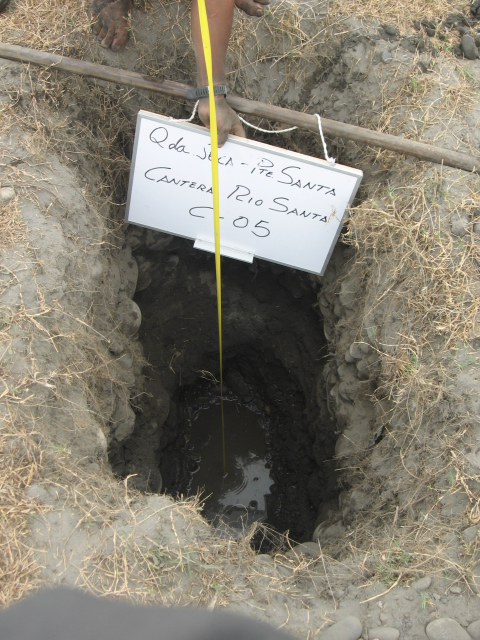 Qda Seca - Pte Santa
Cantera Rio Santa
C-05